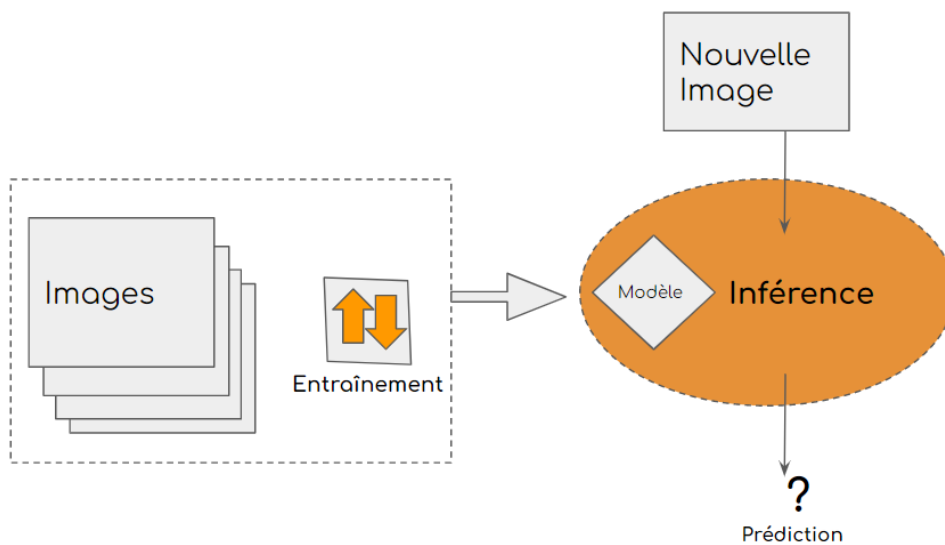 Nouvelle
Image
Images
Entraînement
Modèle
Inférence
?
Prédiction